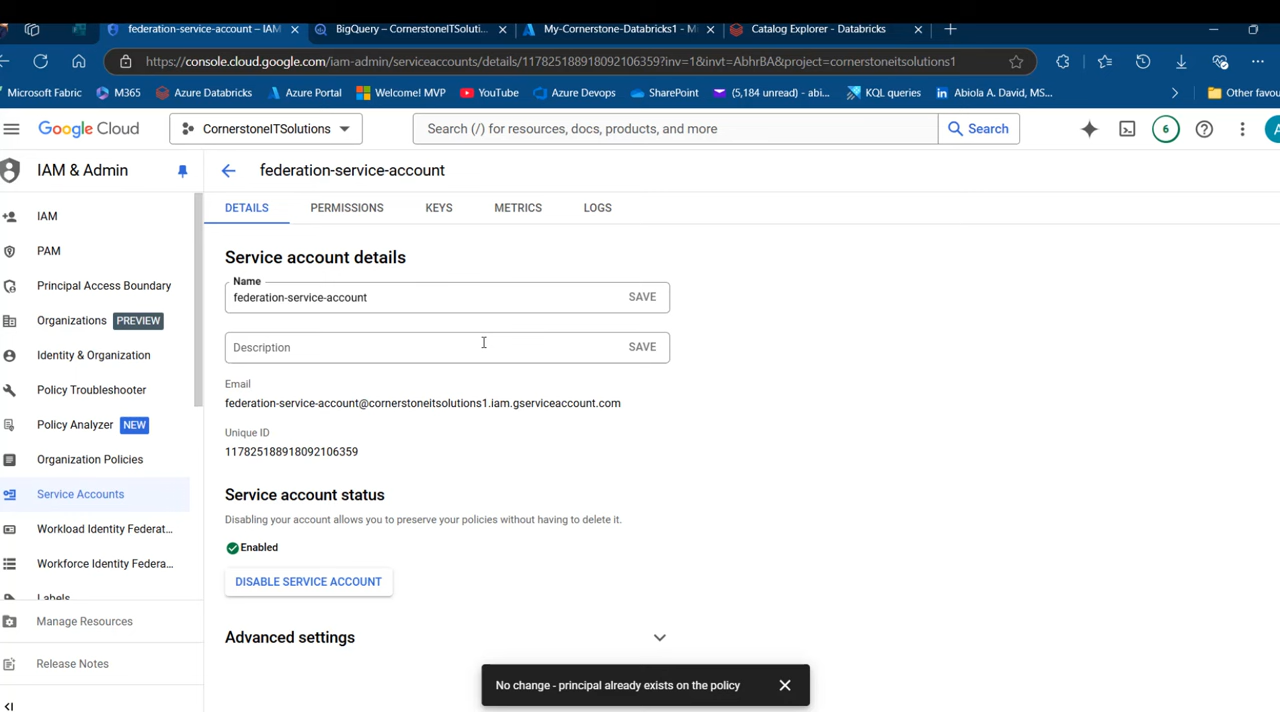 federation-service-account – IAM
BigQuery – CornerstoneITSoluti...
My-Cornerstone-Databricks1 - Mi
Catalog Explorer - Databricks
https://console.cloud.google.com/iam-admin/serviceaccounts/details/117825188918092106359?inv=1&invt=AbhrBA&project=cornerstoneitsolutions1
Microsoft Fabric
M365
Azure Databricks
Azure Portal
Welcome! MVP
YouTube
Azure Devops
SharePoint
(5,184 unread) - abi...
KQL queries
Abiola A. David, MS...
Other favou
Google Cloud
CornerstoneITSolutions
Search (/) for resources, docs, products, and more
Search
6
A
IAM & Admin
federation-service-account
IAM
PAM
Principal Access Boundary
Organizations PREVIEW
Identity & Organization
Policy Troubleshooter
Policy Analyzer NEW
Organization Policies
Service Accounts
Workload Identity Federat...
Workforce Identity Federa...
Labels
Manage Resources
Release Notes
DETAILS
PERMISSIONS
KEYS
METRICS
LOGS
Service account details
Name
federation-service-account
SAVE
Description
SAVE
Email
federation-service-account@cornerstoneitsolutions1.iam.gserviceaccount.com
Unique ID
117825188918092106359
Service account status
Disabling your account allows you to preserve your policies without having to delete it.
Enabled
DISABLE SERVICE ACCOUNT
Advanced settings
No change - principal already exists on the policy